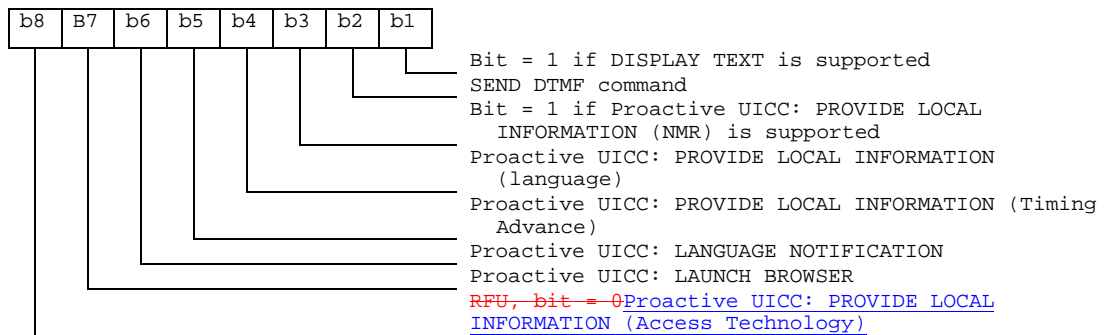 b8 B7 b6 b5 b4 b3 b2 b1
Bit = 1 if DISPLAY TEXT is supported
SEND DTMF command
Bit = 1 if Proactive UICC: PROVIDE LOCAL
INFORMATION (NMR) is supported
Proactive UICC: PROVIDE LOCAL INFORMATION
(language)
Proactive UICC: PROVIDE LOCAL INFORMATION (Timing
Advance)
Proactive UICC: LANGUAGE NOTIFICATION
Proactive UICC: LAUNCH BROWSER
RFU, bit = 0Proactive UICC: PROVIDE LOCAL
INFORMATION (Access Technology)